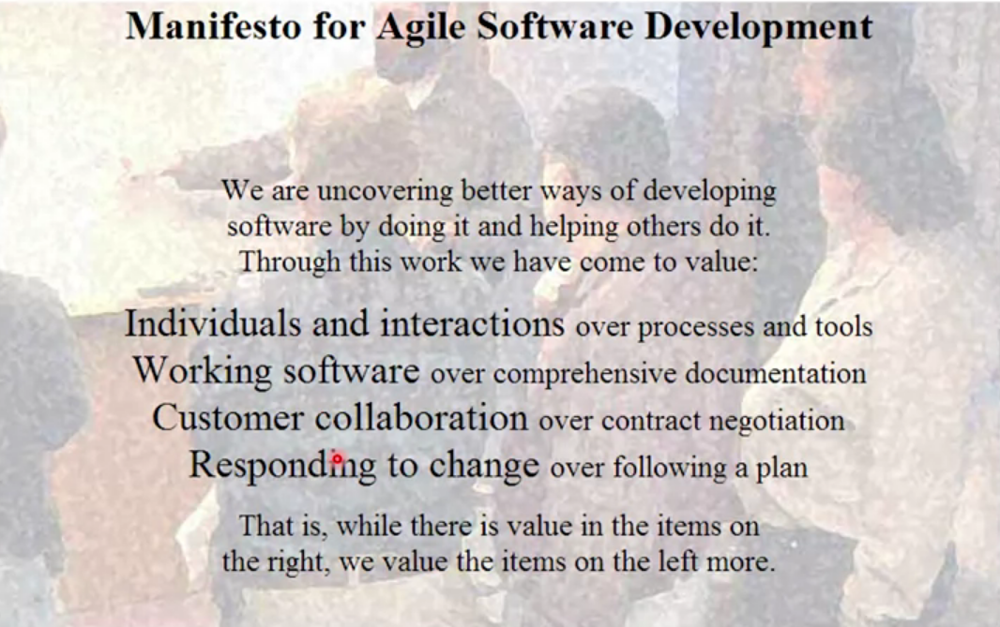 Manifesto for Agile Software Development
We are uncovering better ways of developing
software by doing it and helping others do it.
Through this work we have come to value:
Individuals and interactions over processes and tools
Working software over comprehensive documentation
Customer collaboration over contract negotiation
Responding to change over following a plan
That is, while there is value in the items on
the right, we value the items on the left more.